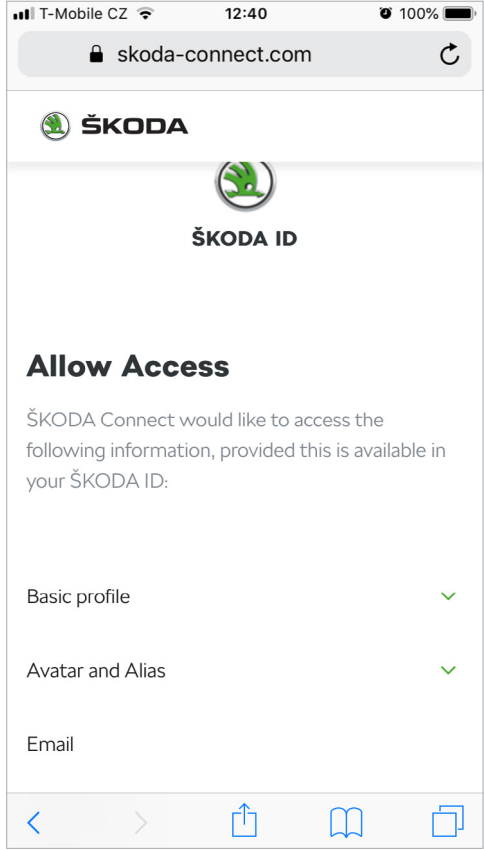 T-Mobile CZ 12:40 100%
skoda-connect.com
ŠKODA
ŠKODA ID
Allow Access
ŠKODA Connect would like to access the
following information, provided this is available in
your ŠKODA ID:
Basic profile
Avatar and Alias
Email